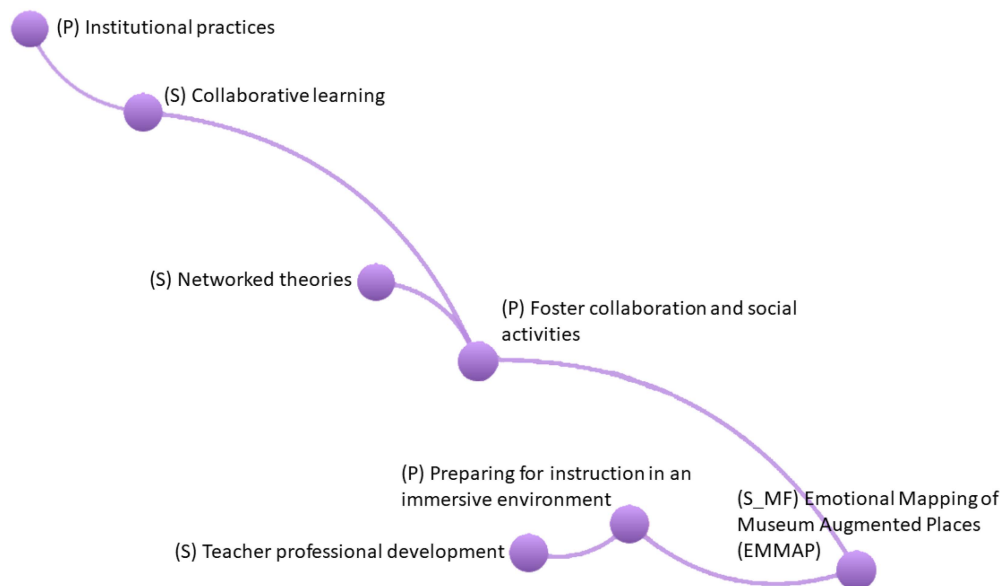 (P) Institutional practices
(S) Collaborative learning
(S) Networked theories
(P) Foster collaboration and social
activities
(P) Preparing for instruction in an
immersive environment
(S) Teacher professional development
(S_MF) Emotional Mapping of
Museum Augmented Places
(EMMAP)